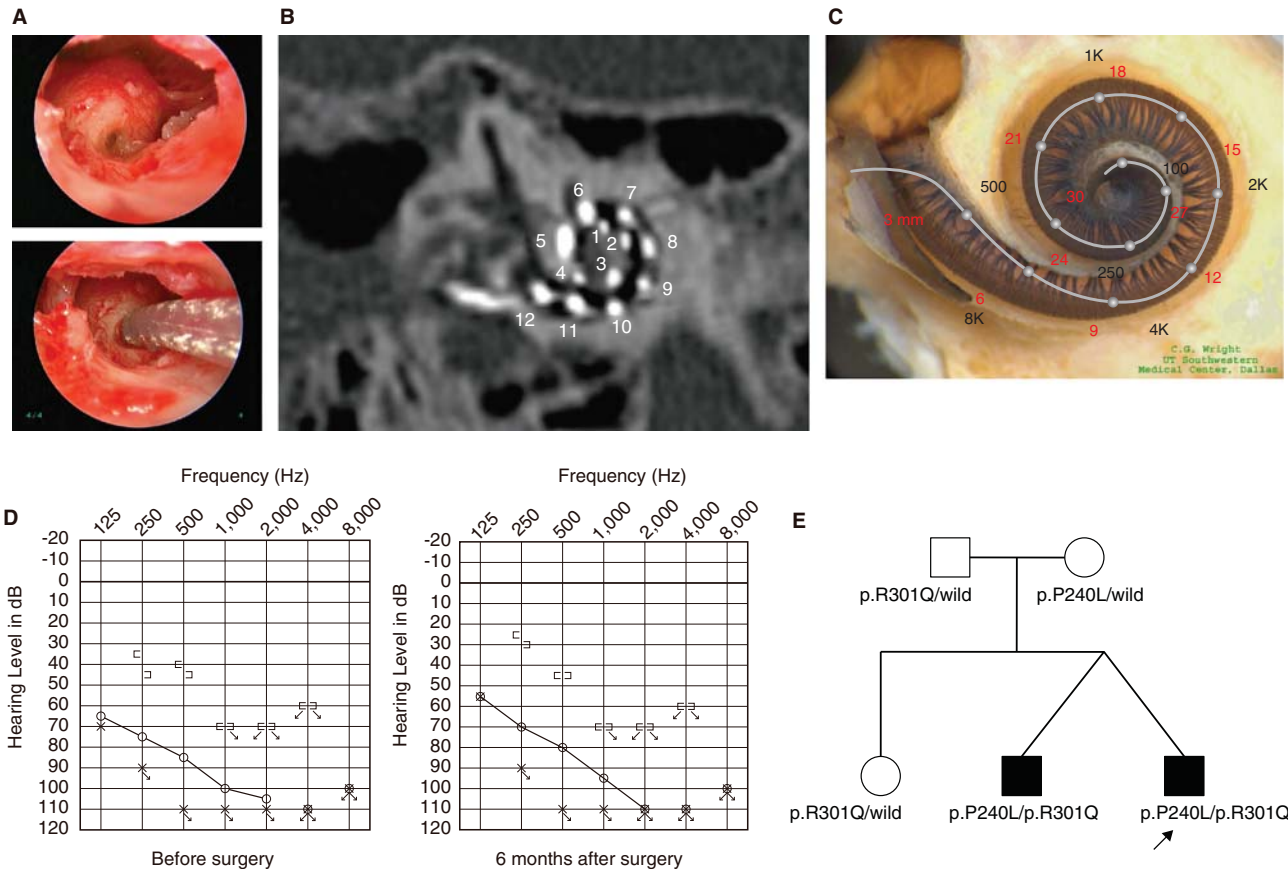 A
4/4
4
B
6
7
5
1
2
8
3
4
9
12
11
10
C
1K
18
21
15
100
500
2K
30
27
3 mm
24
250
12
6
8K
9
4K
C.G. Wright
UT Southwestern
Medical Center, Dallas
D
Frequency (Hz)
125 250 500 1,000 2,000 4,000 8,000
Hearing Level in dB
-20
-10
0
10
20
30
40
50
60
70
80
90
100
110
120
Before surgery
Frequency (Hz)
125 250 500 1,000 2,000 4,000 8,000
Hearing Level in dB
-20
-10
0
10
20
30
40
50
60
70
80
90
100
110
120
6 months after surgery
E
p.R301Q/wild
p.P240L/wild
p.R301Q/wild
p.P240L/p.R301Q
p.P240L/p.R301Q